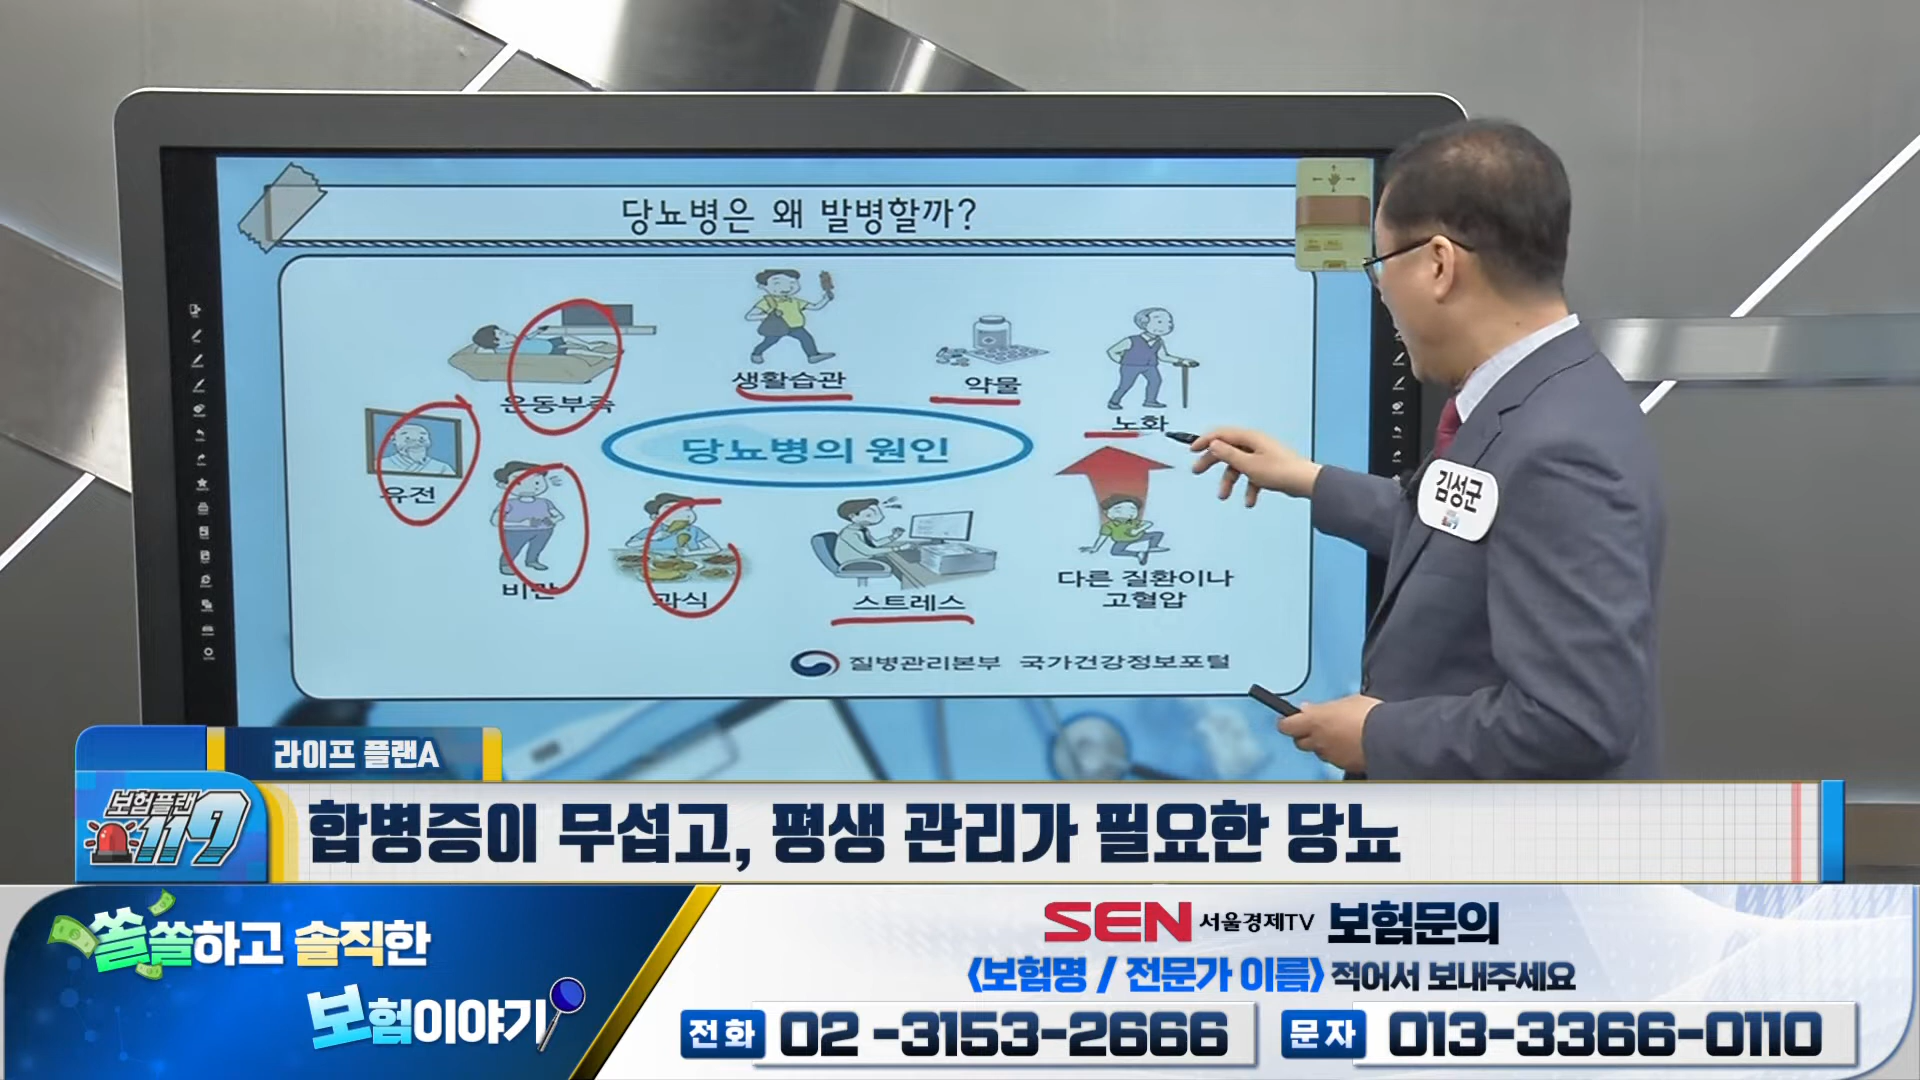 당뇨병은 왜 발병할까?
운동부족
생활습관
약물
노화
유전
당뇨병의 원인
비만
과식
스트레스
다른 질환이나
고혈압
질병관리본부 국가건강정보포털
김성군
라이프 플랜A
보험플랜
119
합병증이 무섭고, 평생 관리가 필요한 당뇨
쏠쏠하고 솔직한
보험이야기
SEN 서울경제TV 보험문의
<보험명 / 전문가 이름> 적어서 보내주세요
전화 02-3153-2666
문자 013-3366-0110